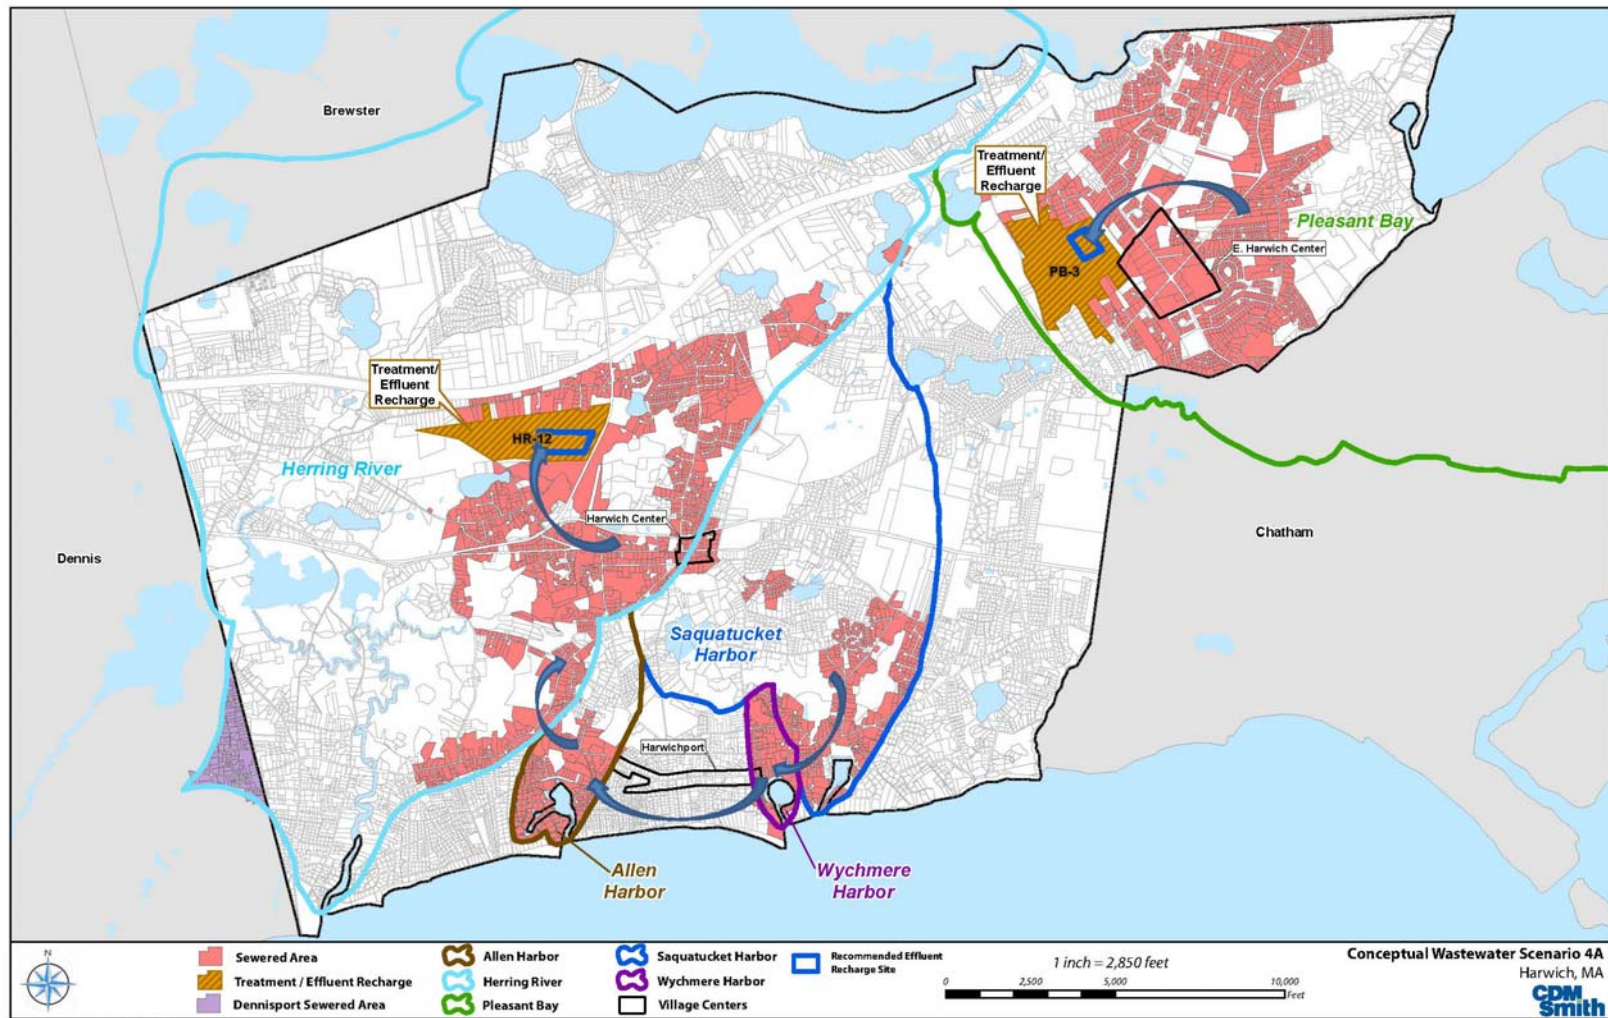 Brewster
Treatment/
Effluent
Recharge
Pleasant Bay
E. Harwich Center
PB-3
Treatment/
Effluent
Recharge
HR-12
Herring River
Harwich Center
Dennis
Chatham
Saquatucket
Harbor
Harwichport
Allen
Harbor
Wychmere
Harbor
N
Sewered Area
Treatment / Effluent Recharge
Dennisport Sewered Area
Allen Harbor
Herring River
Pleasant Bay
Saquatucket Harbor
Wychmere Harbor
Village Centers
Recommended Effluent
Recharge Site
1 inch = 2,850 feet
0 2,500 5,000 10,000
Feet
Conceptual Wastewater Scenario 4A
Harwich, MA
CDM
Smith